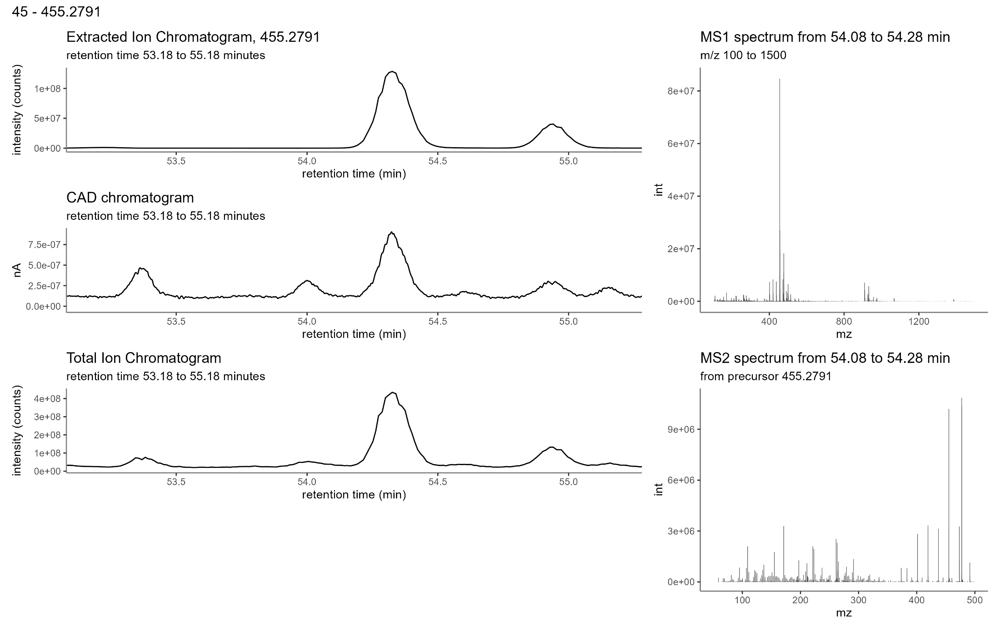 45 - 455.2791
Extracted Ion Chromatogram, 455.2791
retention time 53.18 to 55.18 minutes
intensity (counts)
1e+08
5e+07
0e+00
53.5 54.0 54.5 55.0
retention time (min)
CAD chromatogram
retention time 53.18 to 55.18 minutes
nA
7.5e-07
5.0e-07
2.5e-07
0.0e+00
53.5 54.0 54.5 55.0
retention time (min)
Total Ion Chromatogram
retention time 53.18 to 55.18 minutes
intensity (counts)
4e+08
3e+08
2e+08
1e+08
0e+00
53.5 54.0 54.5 55.0
retention time (min)
MS1 spectrum from 54.08 to 54.28 min
m/z 100 to 1500
int
8e+07
6e+07
4e+07
2e+07
0e+00
400 800 1200
mz
MS2 spectrum from 54.08 to 54.28 min
from precursor 455.2791
int
9e+06
6e+06
3e+06
0e+00
100 200 300 400 500
mz